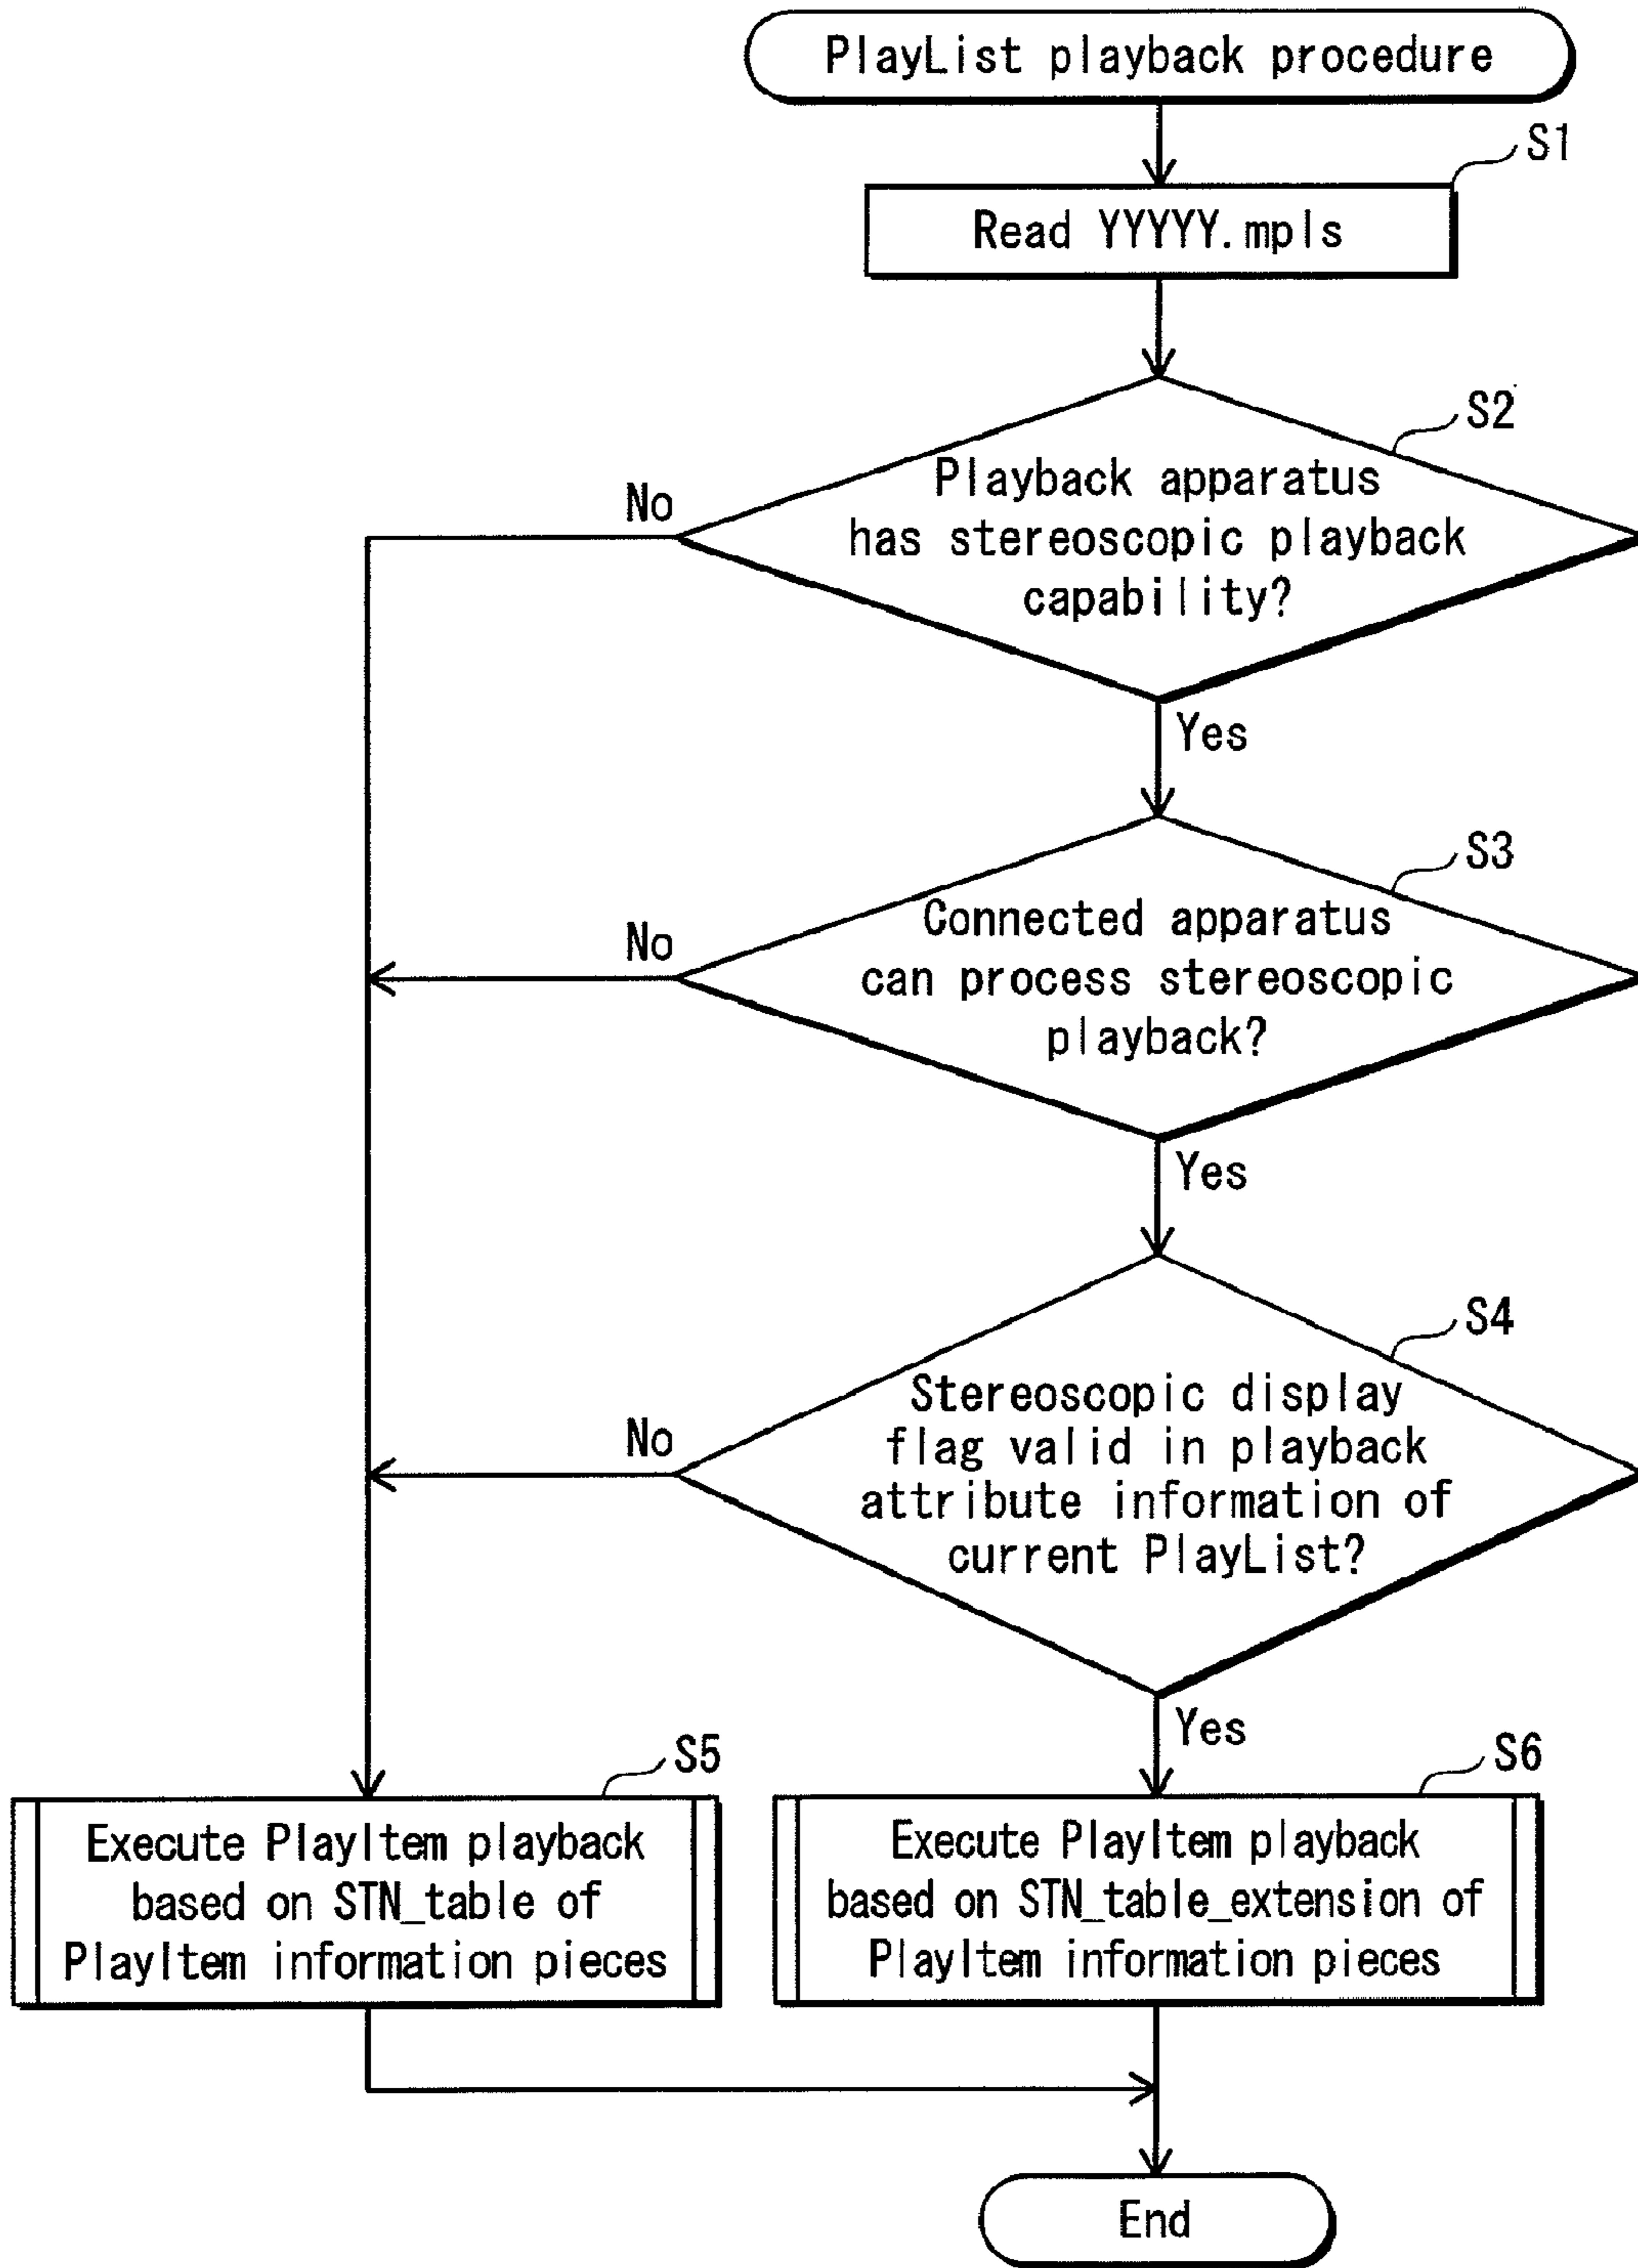 PlayList playback procedure
S1
Read YYYYY.mpls
S2
Playback apparatus
has stereoscopic playback
capability?
No
Yes
S3
Connected apparatus
can process stereoscopic
playback?
No
Yes
S4
Stereoscopic display
flag valid in playback
attribute information of
current PlayList?
No
Yes
S5
Execute PlayItem playback
based on STN_table of
PlayItem information pieces
S6
Execute PlayItem playback
based on STN_table_extension of
PlayItem information pieces
End